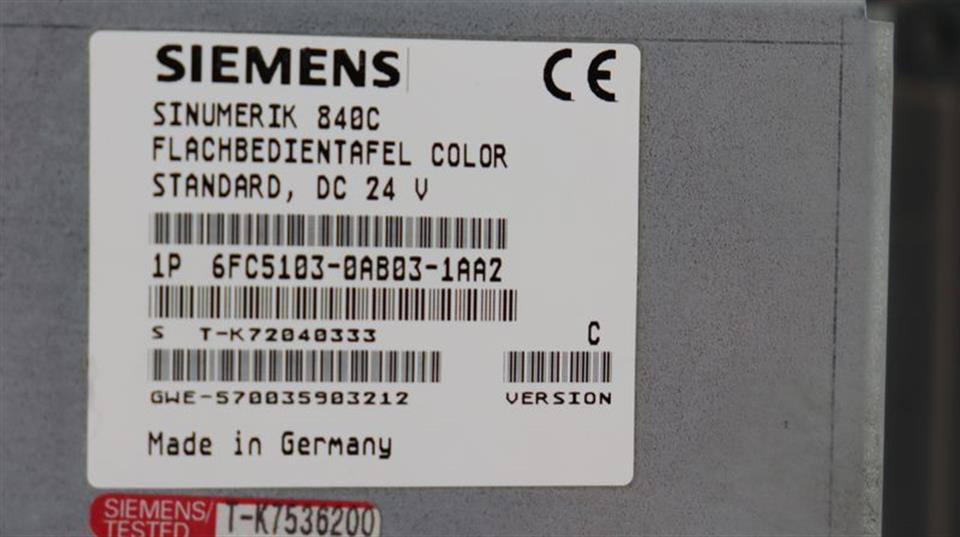 SIEMENS CE
SINUMERIK 840C
FLACHBEDIENTAFEL COLOR
STANDARD, DC 24 V
1P 6FC5103-0AB03-1AA2
S T-K72040333 C
GWE-570035903212 VERSION
Made in Germany
SIEMENS/ T-K7536200
TESTED